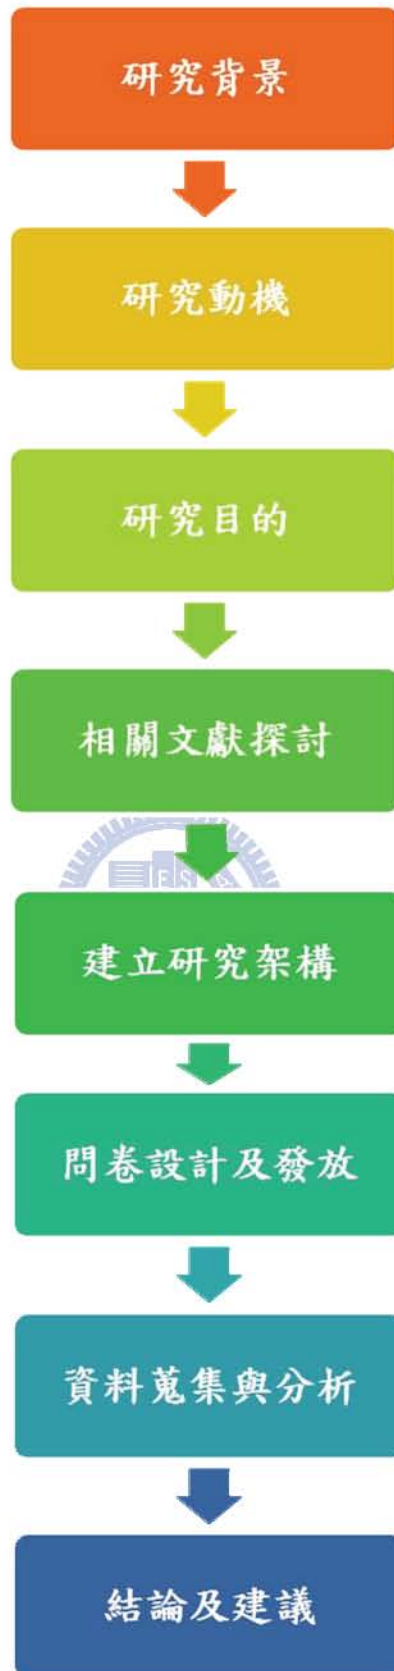 研究背景
研究動機
研究目的
相關文獻探討
建立研究架構
問卷設計及發放
資料蒐集與分析
結論及建議